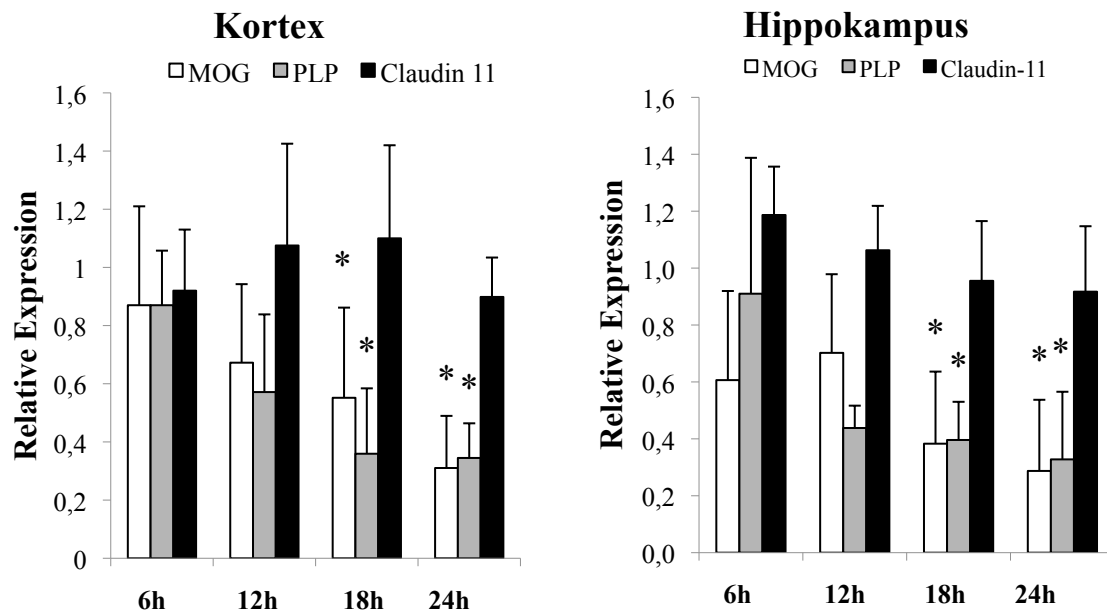 Kortex
MOG PLP Claudin 11
1,6
1,4
1,2
1
0,8
0,6
0,4
0,2
0
Relative Expression
* * * *
6h 12h 18h 24h
Hippokampus
MOG PLP Claudin-11
1,6
1,4
1,2
1,0
0,8
0,6
0,4
0,2
0,0
Relative Expression
* * * *
6h 12h 18h 24h